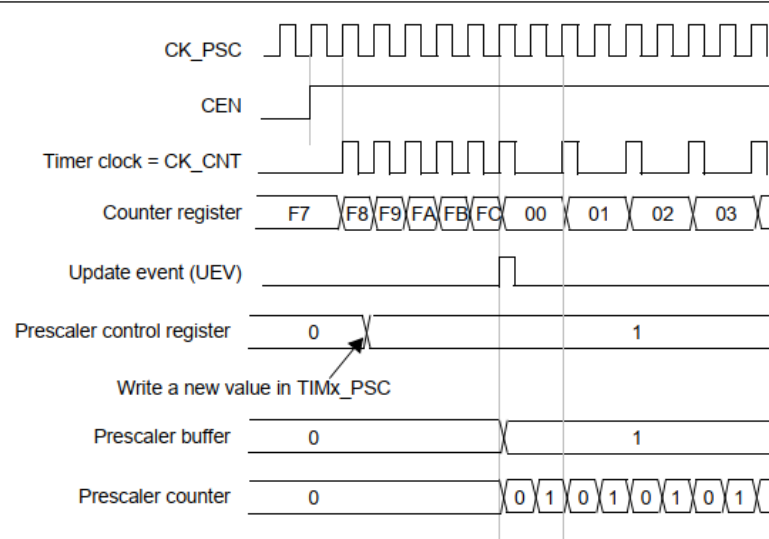 CK_PSC
CEN
Timer clock = CK_CNT
Counter register F7 F8 F9 FA FB FC 00 01 02 03
Update event (UEV)
Prescaler control register 0 1
Write a new value in TIMx_PSC
Prescaler buffer 0 1
Prescaler counter 0 0 1 0 1 0 1 0 1